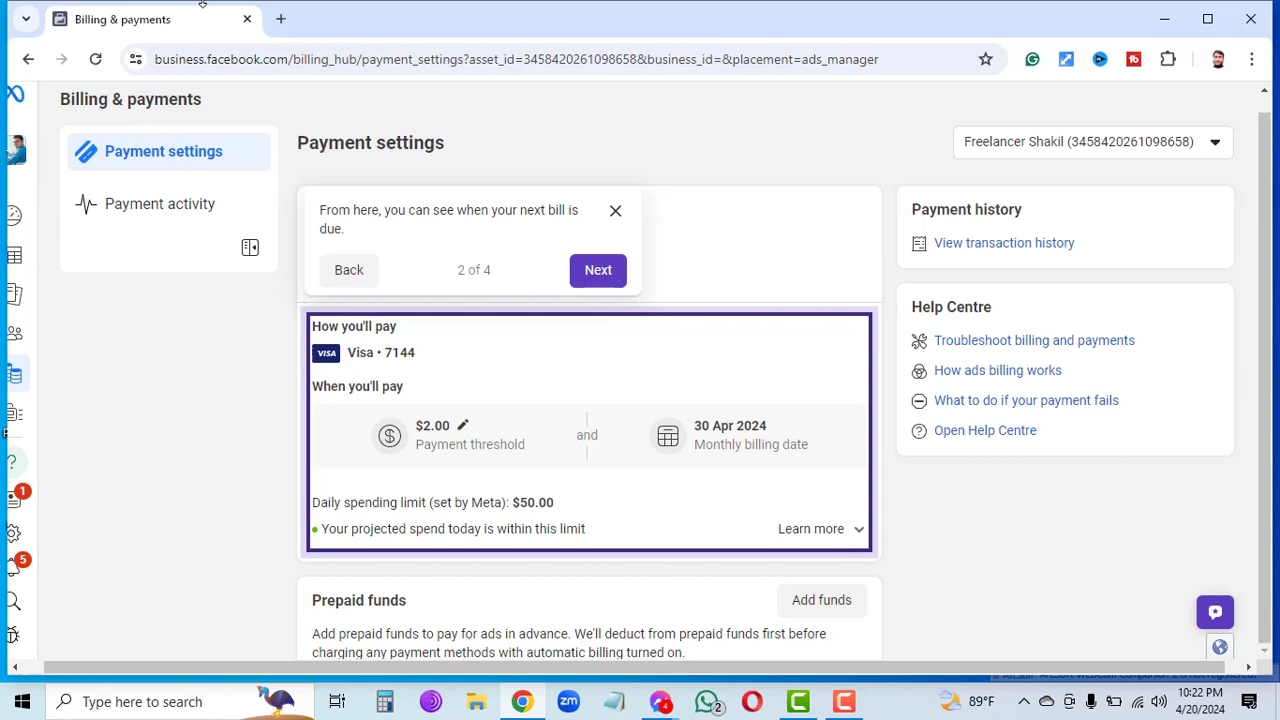 Billing & payments
business.facebook.com/billing_hub/payment_settings?asset_id=3458420261098658&business_id=&placement=ads_manager
Billing & payments
Payment settings
Payment activity
Payment settings
Freelancer Shakil (3458420261098658)
From here, you can see when your next bill is
due.
Back
2 of 4
Next
How you'll pay
VISA
Visa • 7144
When you'll pay
$2.00
Payment threshold
and
30 Apr 2024
Monthly billing date
Daily spending limit (set by Meta): $50.00
Your projected spend today is within this limit
Learn more
Prepaid funds
Add funds
Add prepaid funds to pay for ads in advance. We'll deduct from prepaid funds first before
charging any payment methods with automatic billing turned on.
Payment history
View transaction history
Help Centre
Troubleshoot billing and payments
How ads billing works
What to do if your payment fails
Open Help Centre
1
5
Type here to search
4
2
89°F
10:22 PM
4/20/2024